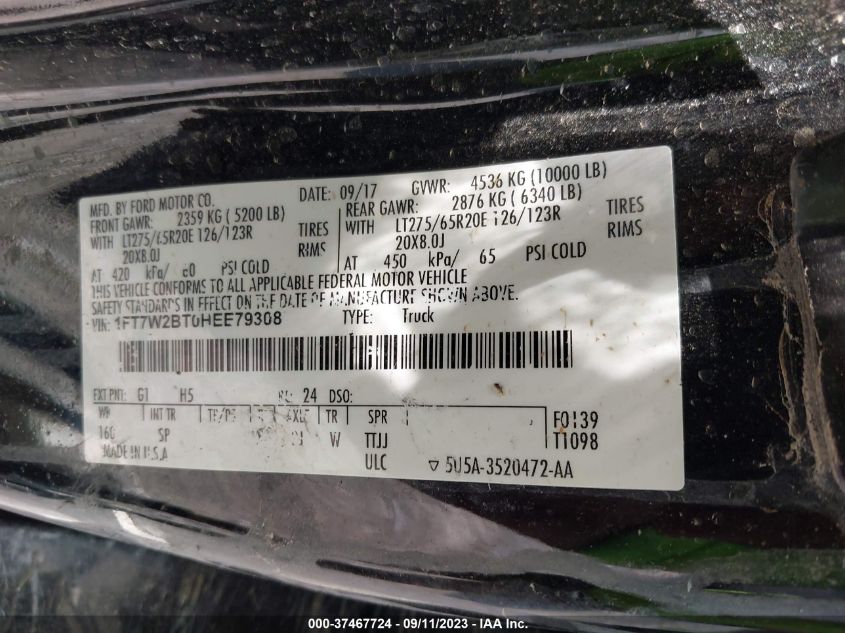 MFD. BY FORD MOTOR CO.
DATE: 09/17 GVWR: 4536 KG (10000 LB)
FRONT GAWR: 2359 KG ( 5200 LB)
WITH LT275/65R20E 126/123R TIRES
20X8.0J RIMS
AT 420 kPa/ 60 PSI COLD
REAR GAWR: 2876 KG ( 6340 LB)
WITH LT275/65R20E 126/123R TIRES
20X8.0J RIMS
AT 450 kPa/ 65 PSI COLD
THIS VEHICLE CONFORMS TO ALL APPLICABLE FEDERAL MOTOR VEHICLE
SAFETY STANDARDS IN EFFECT ON THE DATE OF MANUFACTURE SHOWN ABOVE.
VIN: 1FT7W2BT0HEE79308 TYPE: Truck
EXT PNT: G1 H5 24 DSO:
WB INT TR TP/PS AXLE TR SPR F0139
160 SP W TTJJ T1098
MADE IN U.S.A ULC ▽ 5U5A-3520472-AA
000-37467724 - 09/11/2023 - IAA Inc.